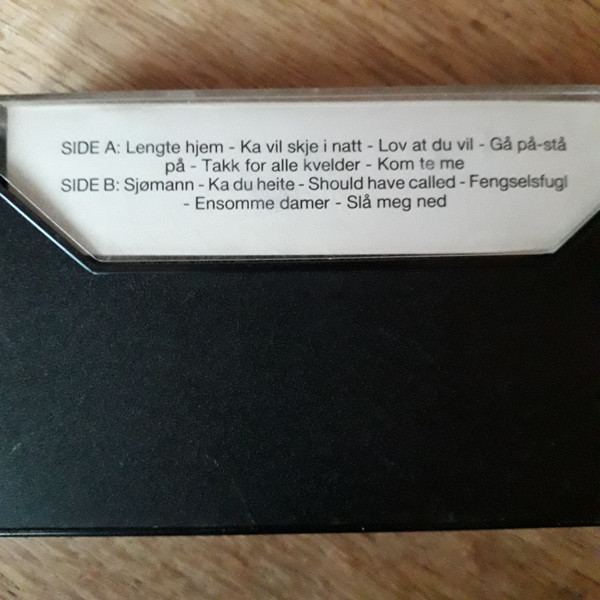 SIDE A: Lengte hjem - Ka vil skje i natt - Lov at du vil - Gå på-stå
på - Takk for alle kvelder - Kom te me
SIDE B: Sjømann - Ka du heite - Should have called - Fengselsfugl
- Ensomme damer - Slå meg ned